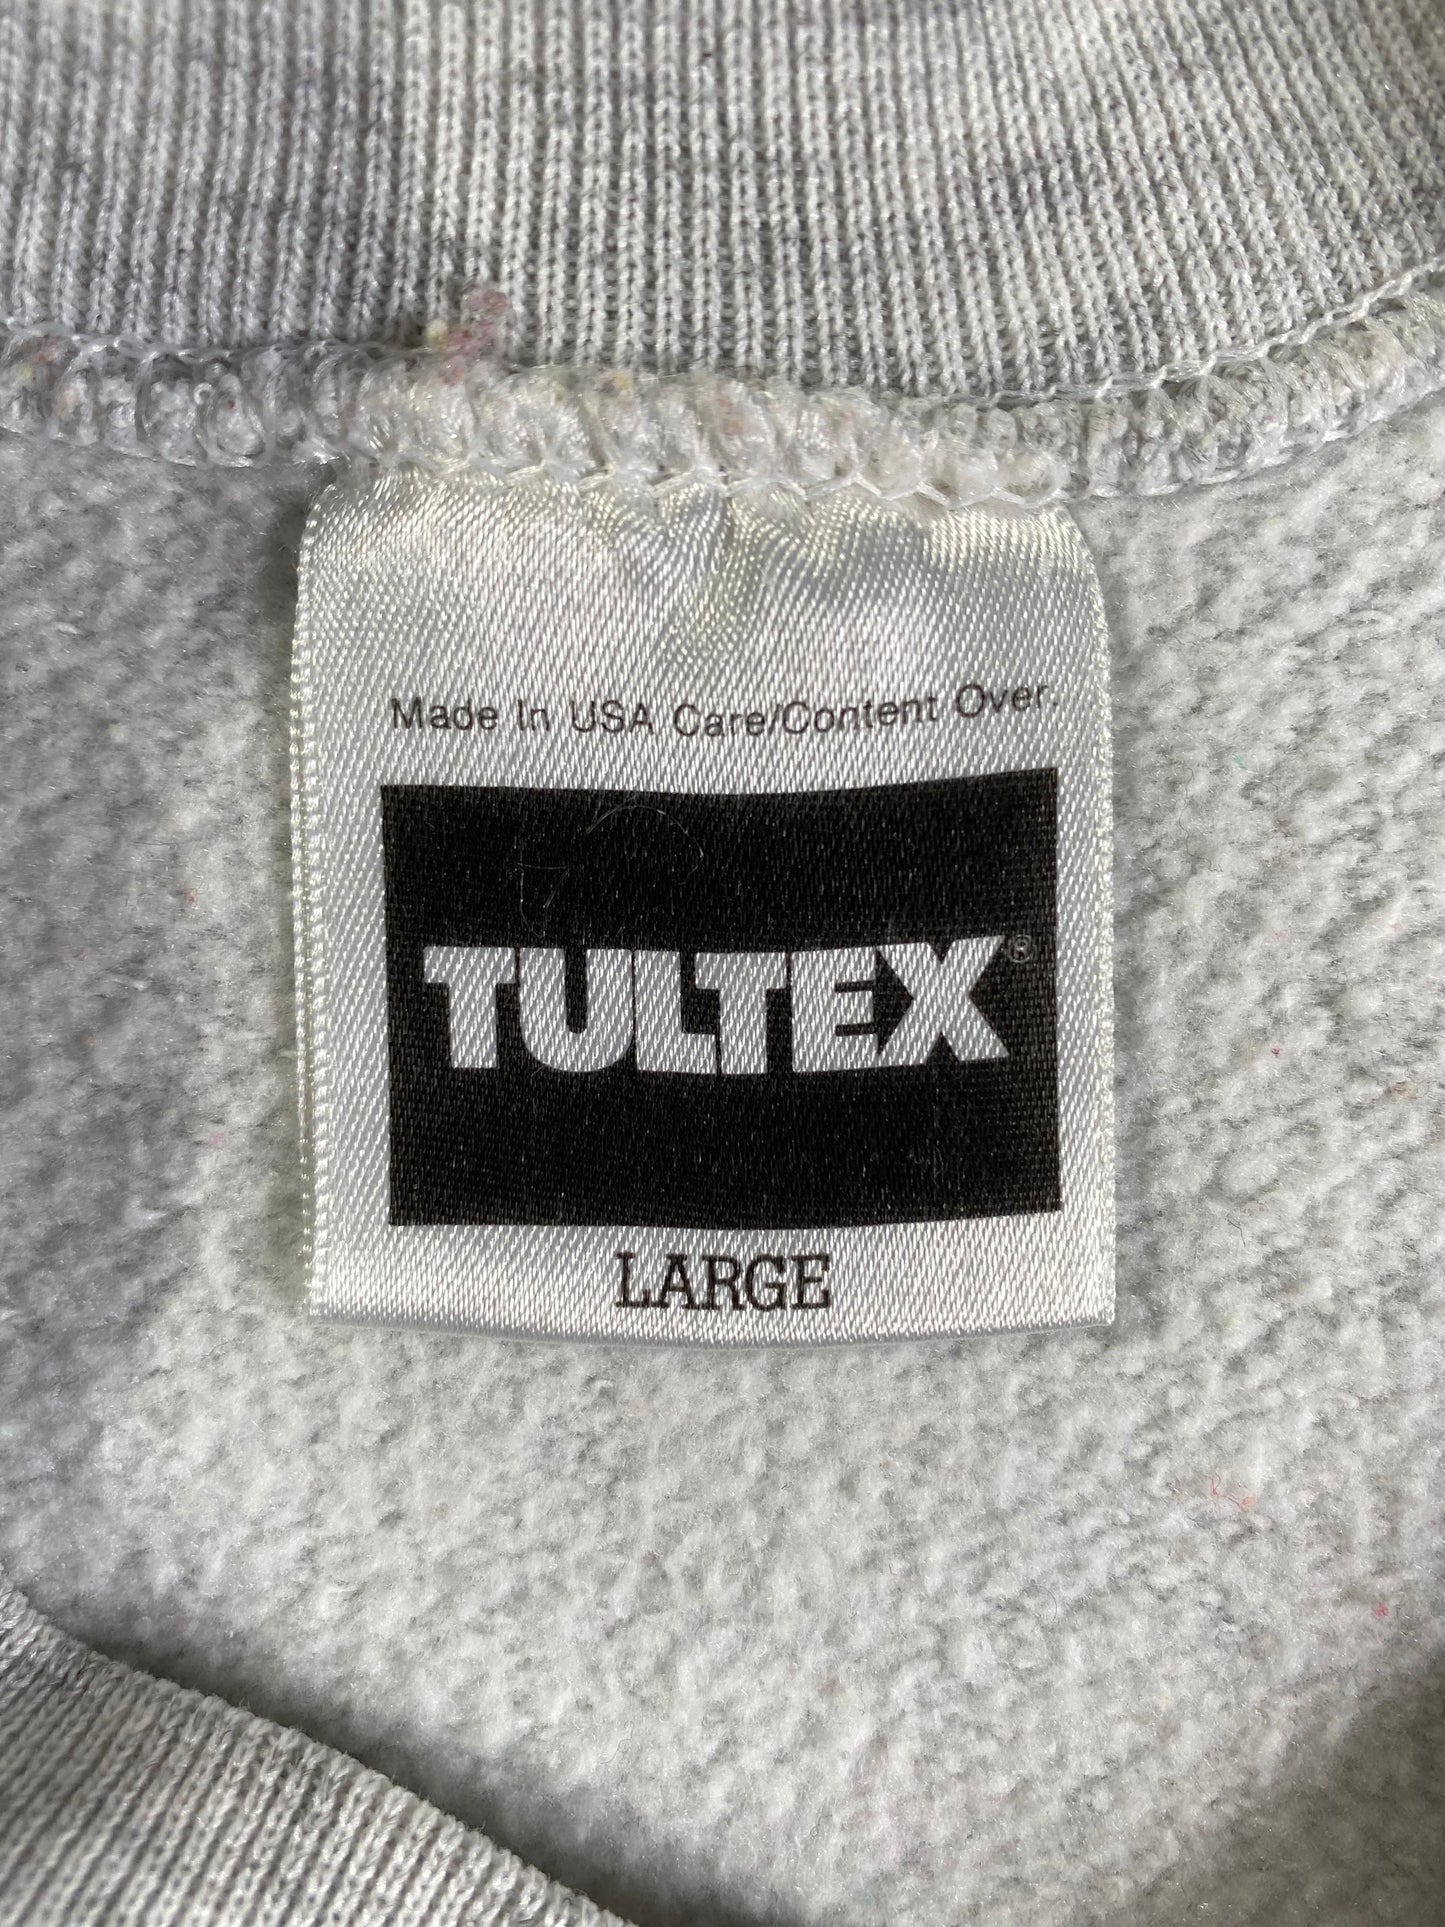 Made In USA Care/Content Over.
TULTEX®
LARGE